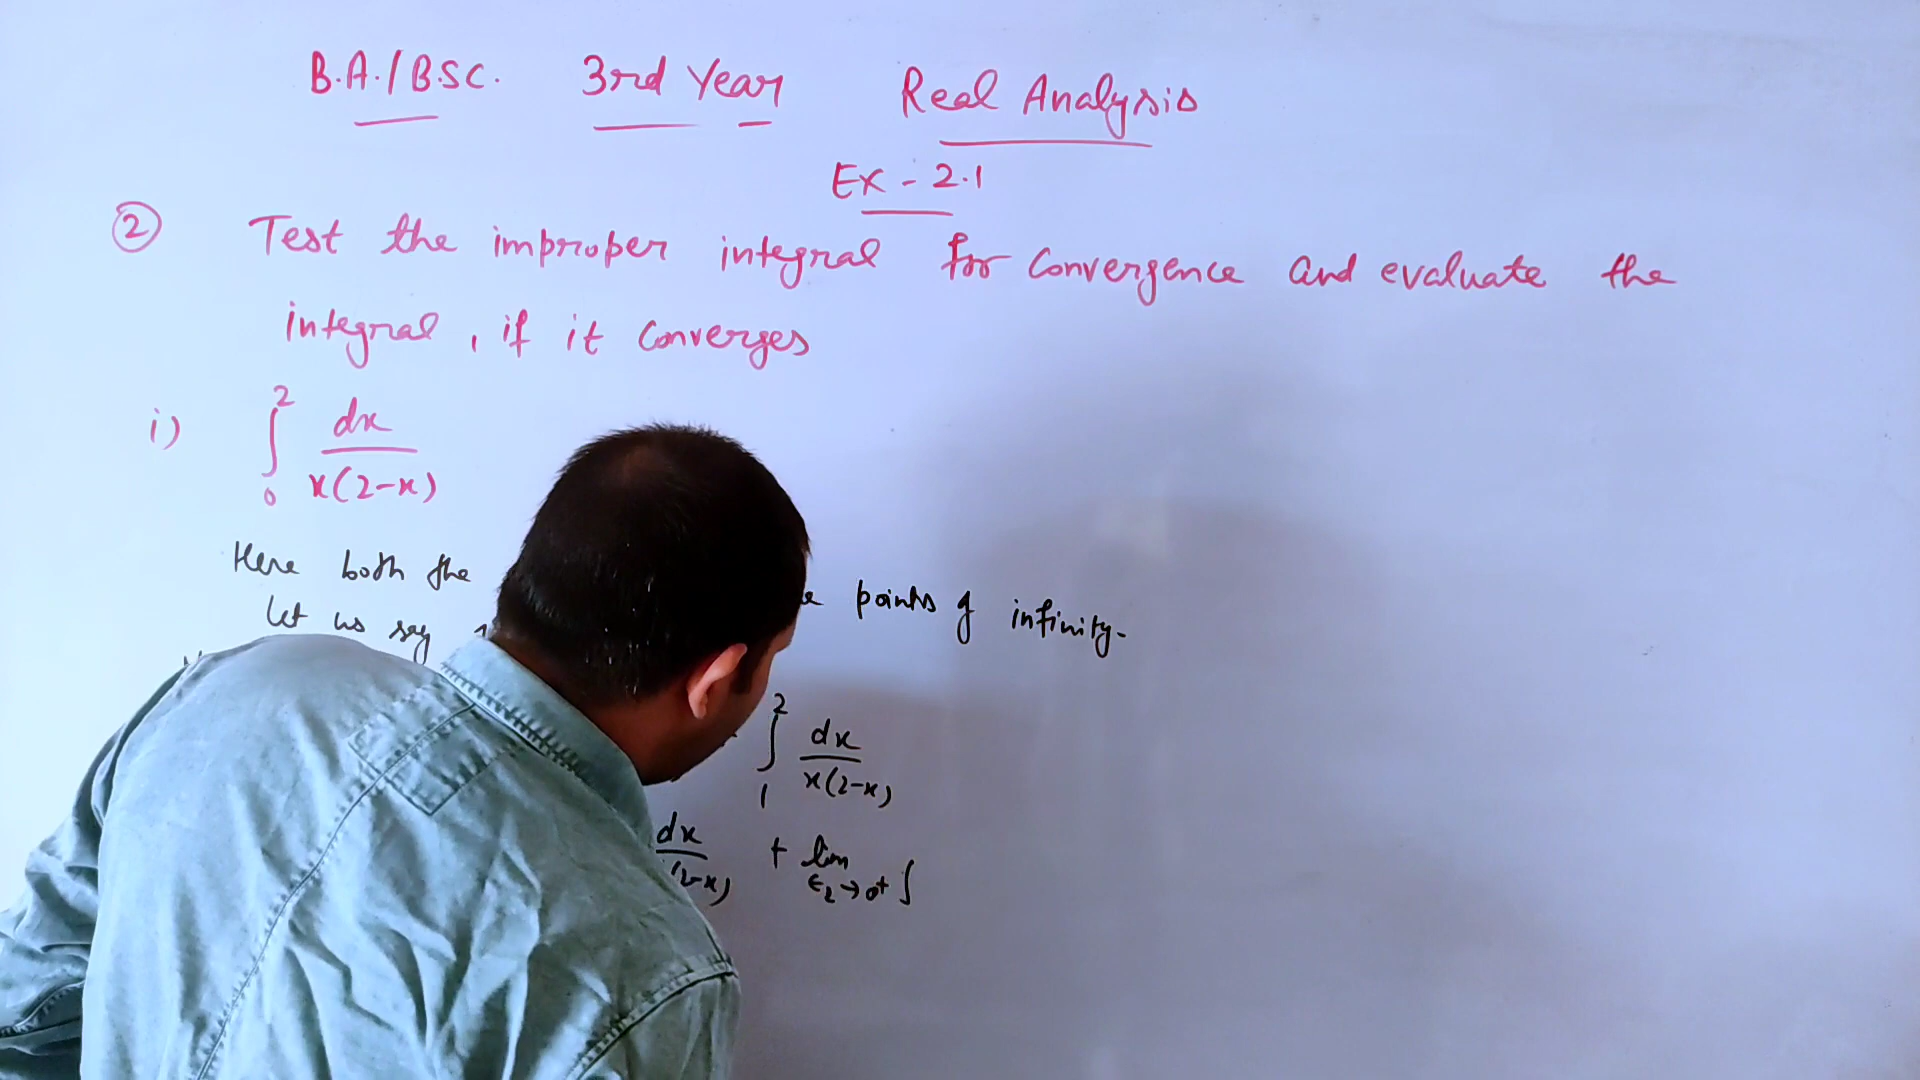 B.A./B.SC. 3rd Year Real Analysis
Ex - 2.1
② Test the improper integral for Convergence and evaluate the
integral, if it Converges
i) ∫₀² dx / x(2-x)
Here both the points of infinity.
Let us say
∫₁² dx / x(2-x)
dx / (2-x) + lim ε₂→0⁺ ∫